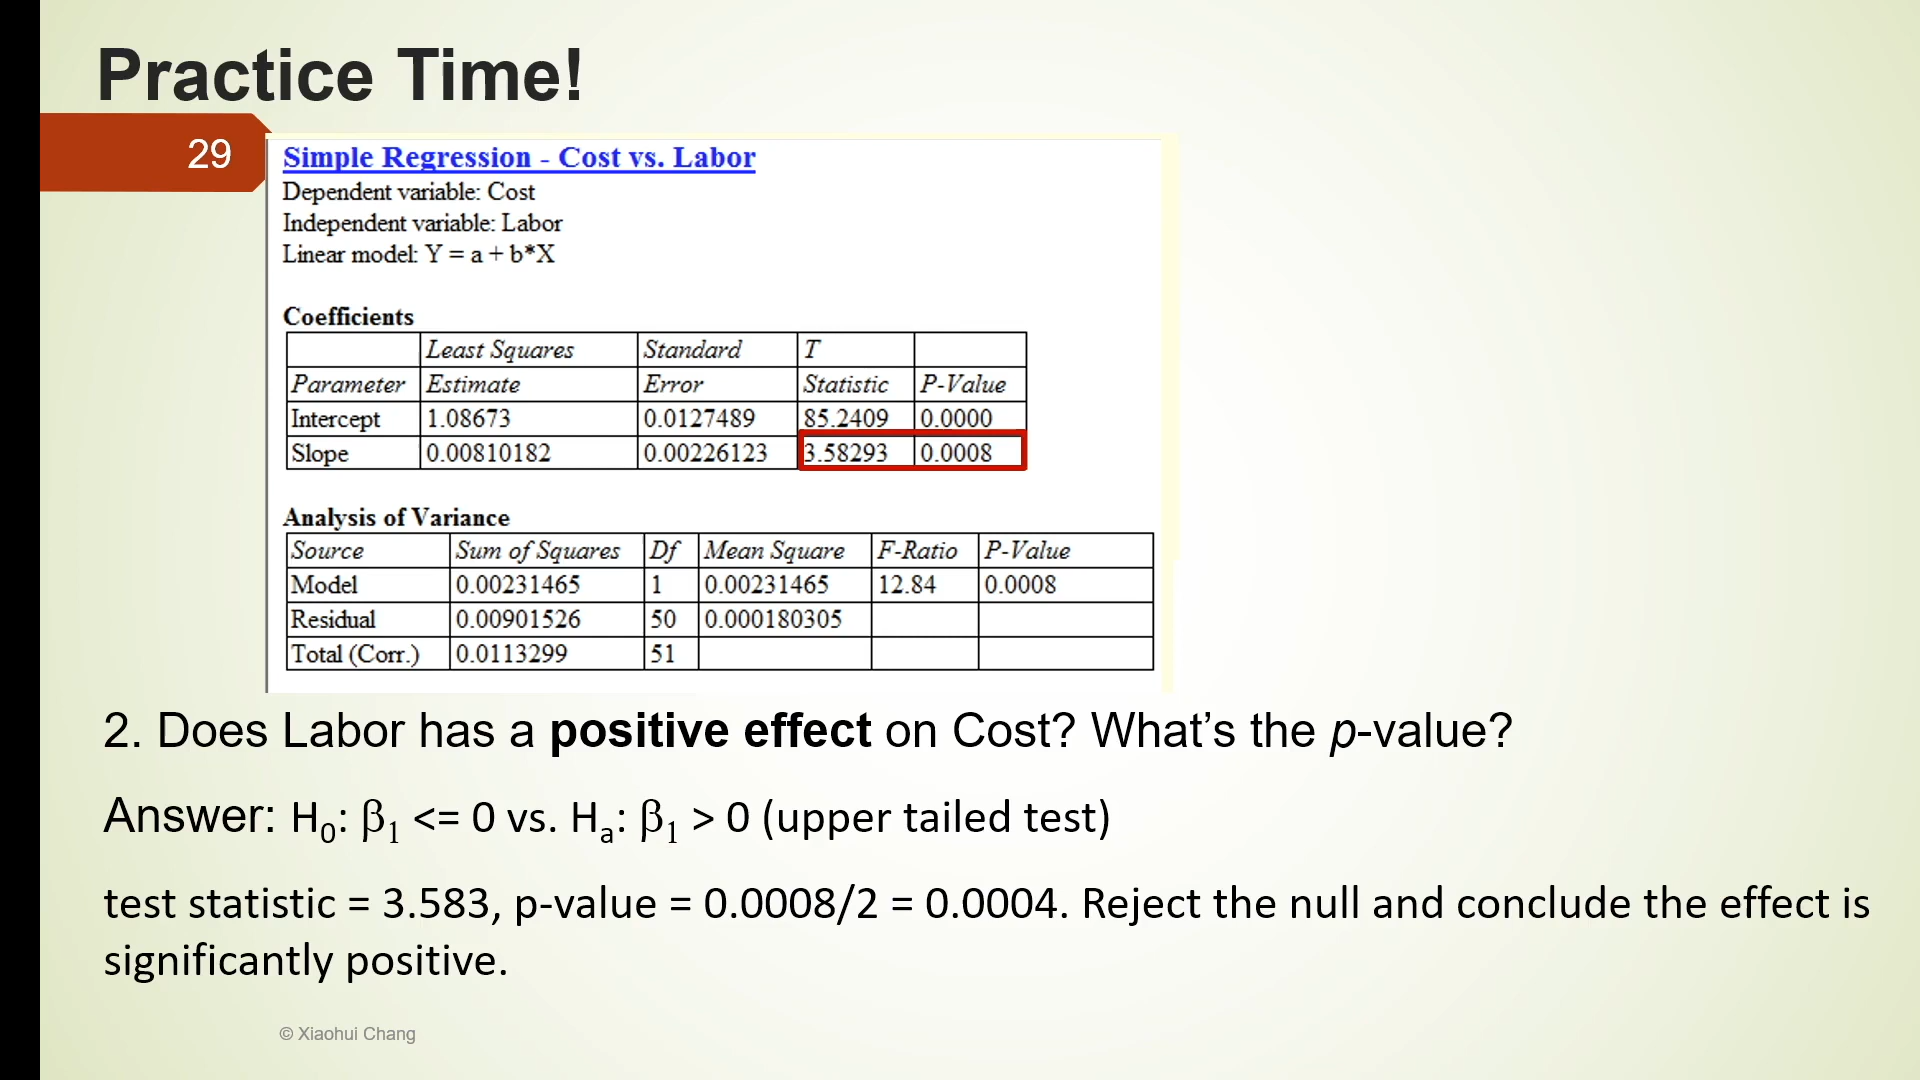 Practice Time!
29
Simple Regression - Cost vs. Labor
Dependent variable: Cost
Independent variable: Labor
Linear model: Y = a + b*X
Coefficients
Least Squares Standard T
Parameter Estimate Error Statistic P-Value
Intercept 1.08673 0.0127489 85.2409 0.0000
Slope 0.00810182 0.00226123 3.58293 0.0008
Analysis of Variance
Source Sum of Squares Df Mean Square F-Ratio P-Value
Model 0.00231465 1 0.00231465 12.84 0.0008
Residual 0.00901526 50 0.000180305
Total (Corr.) 0.0113299 51
2. Does Labor has a positive effect on Cost? What’s the p-value?
Answer: H₀: β₁ <= 0 vs. Hₐ: β₁ > 0 (upper tailed test)
test statistic = 3.583, p-value = 0.0008/2 = 0.0004. Reject the null and conclude the effect is
significantly positive.
© Xiaohui Chang